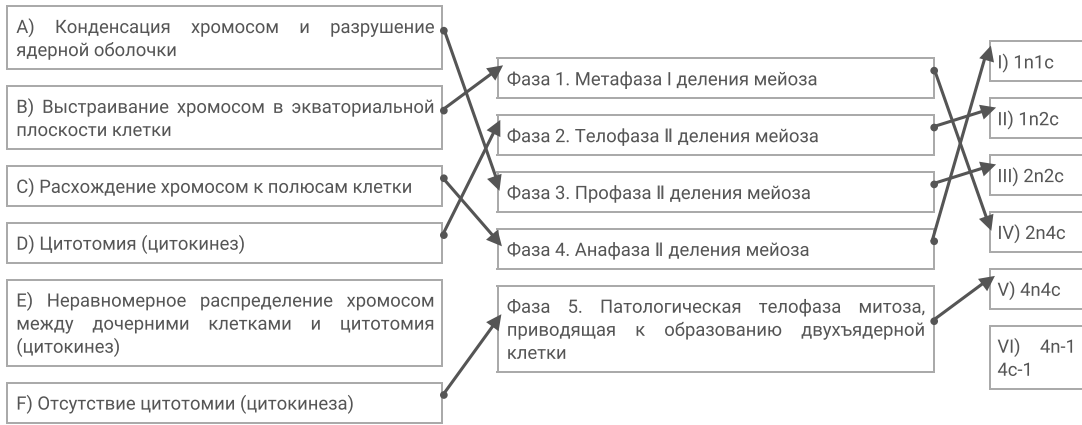 A) Конденсация хромосом и разрушение
ядерной оболочки
B) Выстраивание хромосом в экваториальной
плоскости клетки
C) Расхождение хромосом к полюсам клетки
D) Цитотомия (цитокинез)
E) Неравномерное распределение хромосом
между дочерними клетками и цитотомия
(цитокинез)
F) Отсутствие цитотомии (цитокинеза)
Фаза 1. Метафаза I деления мейоза
Фаза 2. Телофаза II деления мейоза
Фаза 3. Профаза II деления мейоза
Фаза 4. Анафаза II деления мейоза
Фаза 5. Патологическая телофаза митоза,
приводящая к образованию двухъядерной
клетки
I) 1n1c
II) 1n2c
III) 2n2c
IV) 2n4c
V) 4n4c
VI) 4n-1
4c-1